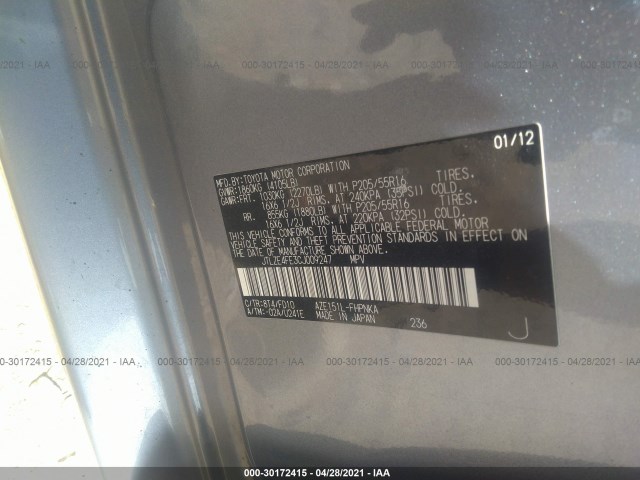 000-30172415 - 04/28/2021 - IAA
01/12
MFD.BY:TOYOTA MOTOR CORPORATION
GVWR:1860KG (4105LB)
GAWR:FRT. 1030KG (2270LB) WITH P205/55R16 TIRES.
16X6 1/2J RIMS, AT 240KPA (35PSI) COLD.
RR. 855KG (1880LB) WITH P205/55R16 TIRES.
16X6 1/2J RIMS, AT 220KPA (32PSI) COLD.
THIS VEHICLE CONFORMS TO ALL APPLICABLE FEDERAL MOTOR
VEHICLE SAFETY STANDARDS IN EFFECT ON
THE DATE OF MANUFACTURE SHOWN ABOVE.
JTLZE4FE3CJ009247 MPV
C/TR:8T4/FD10 AZE151L-FHPNKA
A/TM:-02A/U241E MADE IN JAPAN 236 J
000-30172415 - 04/28/2021 - IAA
000-30172415 - 04/28/2021 - IAA